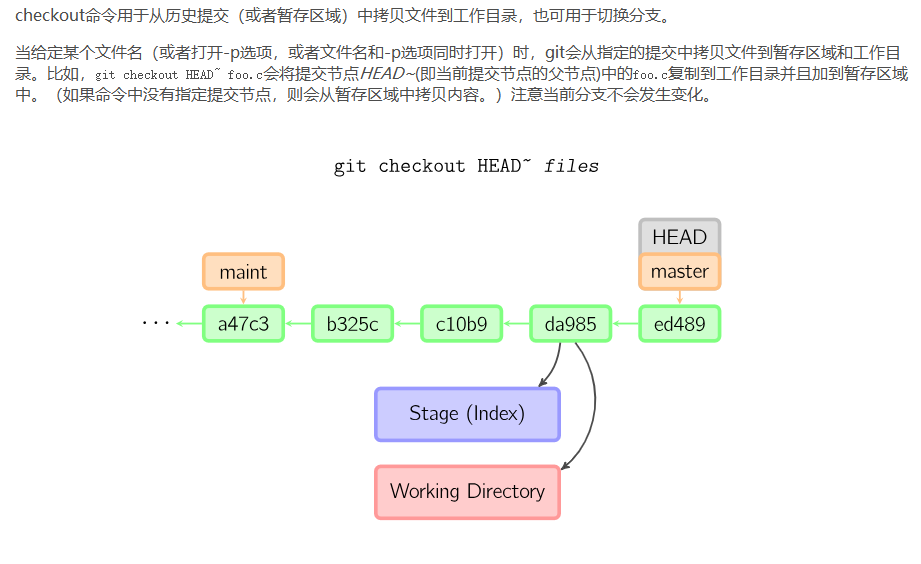 checkout命令用于从历史提交（或者暂存区域）中拷贝文件到工作目录，也可用于切换分支。
当给定某个文件名（或者打开-p选项，或者文件名和-p选项同时打开）时，git会从指定的提交中拷贝文件到暂存区域和工作目
录。比如，git checkout HEAD~ foo.c会将提交节点HEAD~(即当前提交节点的父节点)中的foo.c复制到工作目录并且加到暂存区域
中。（如果命令中没有指定提交节点，则会从暂存区域中拷贝内容。）注意当前分支不会发生变化。
git checkout HEAD~ files
HEAD
maint
master
...
a47c3
b325c
c10b9
da985
ed489
Stage (Index)
Working Directory